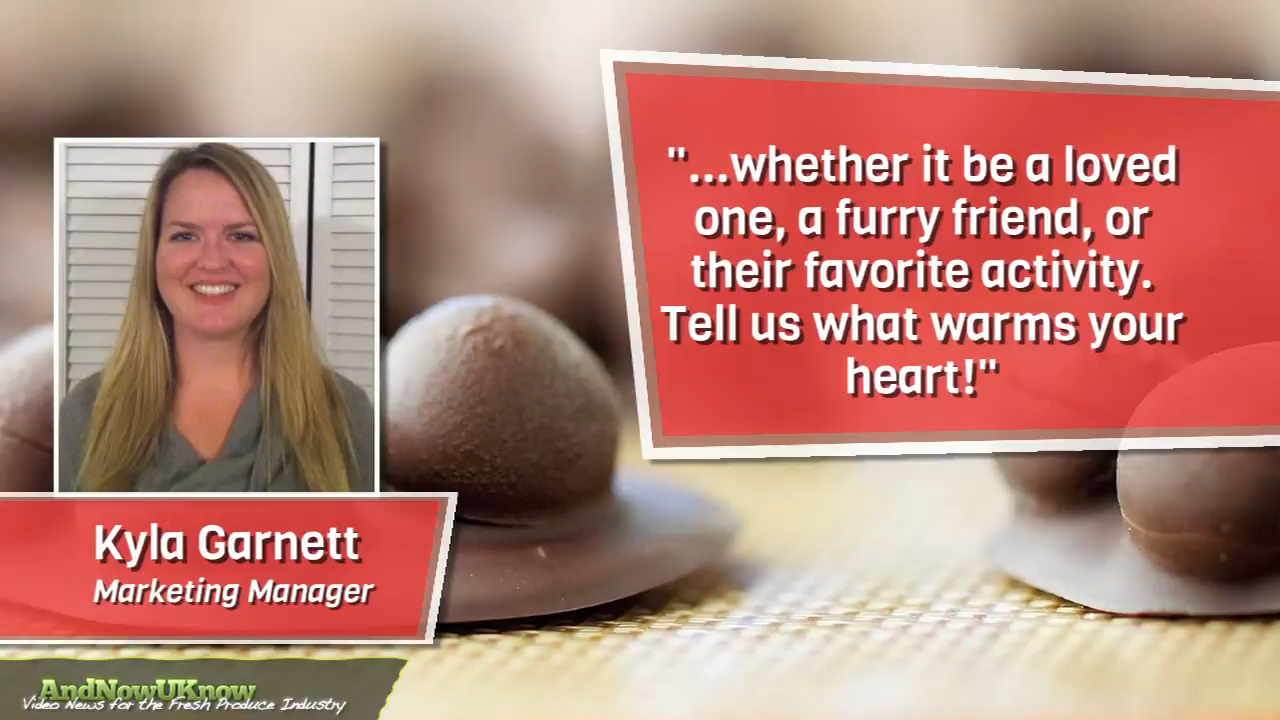 "...whether it be a loved
one, a furry friend, or
their favorite activity.
Tell us what warms your
heart!"
Kyla Garnett
Marketing Manager
AndNowUKnow
Video News for the Fresh Produce Industry